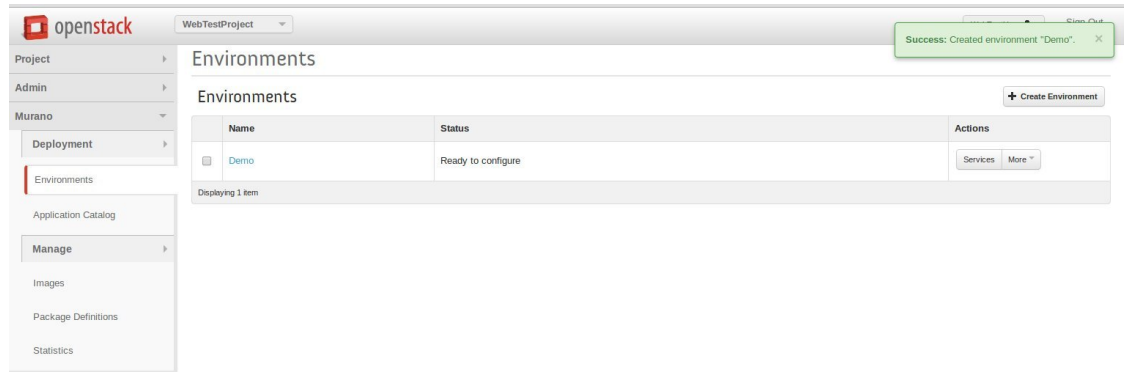 openstack
WebTestProject
Sign Out
Success: Created environment "Demo". ×
Project
Admin
Murano
Deployment
Environments
Application Catalog
Manage
Images
Package Definitions
Statistics
Environments
Environments
+ Create Environment
Name Status Actions
Demo Ready to configure Services More
Displaying 1 item